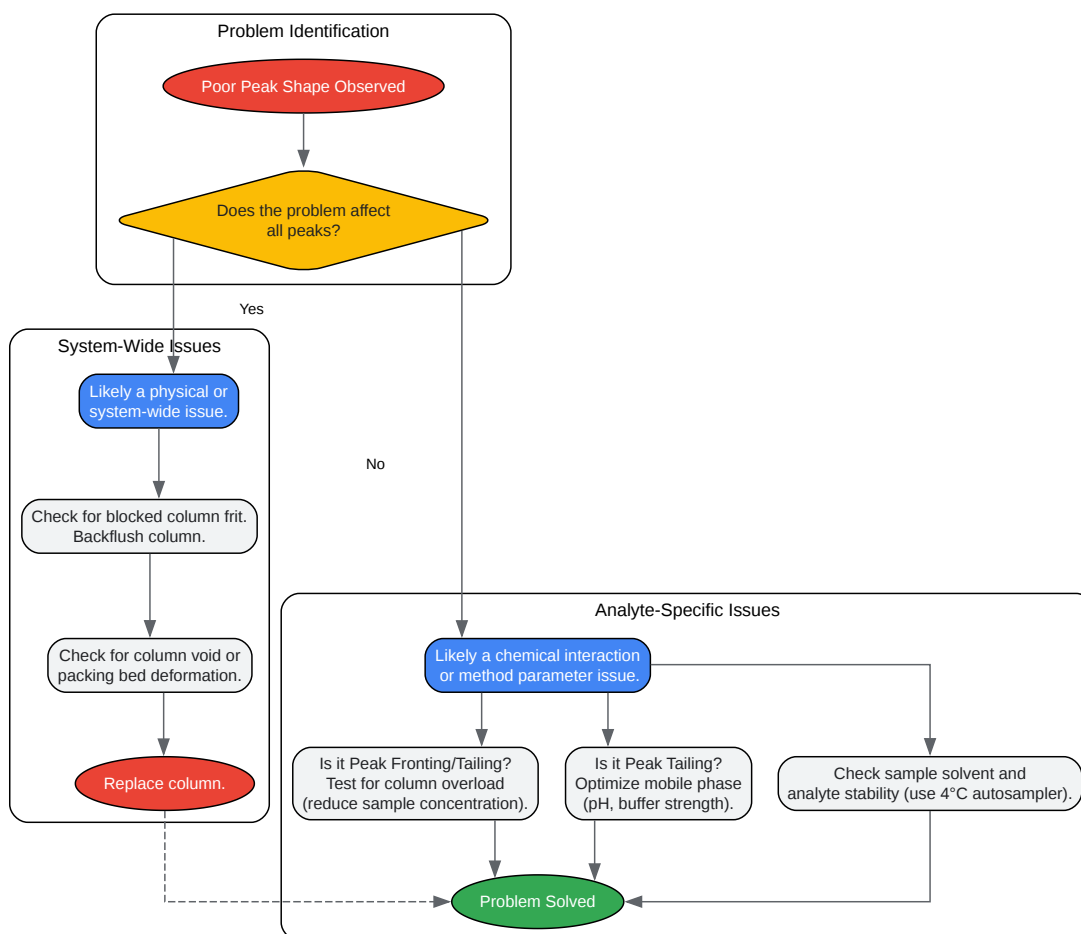 Problem Identification
Poor Peak Shape Observed
Does the problem affect
all peaks?
Yes
System-Wide Issues
Likely a physical or
system-wide issue.
No
Check for blocked column frit.
Backflush column.
Check for column void or
packing bed deformation.
Replace column.
Analyte-Specific Issues
Likely a chemical interaction
or method parameter issue.
Is it Peak Fronting/Tailing?
Test for column overload
(reduce sample concentration).
Is it Peak Tailing?
Optimize mobile phase
(pH, buffer strength).
Check sample solvent and
analyte stability (use 4°C autosampler).
Problem Solved